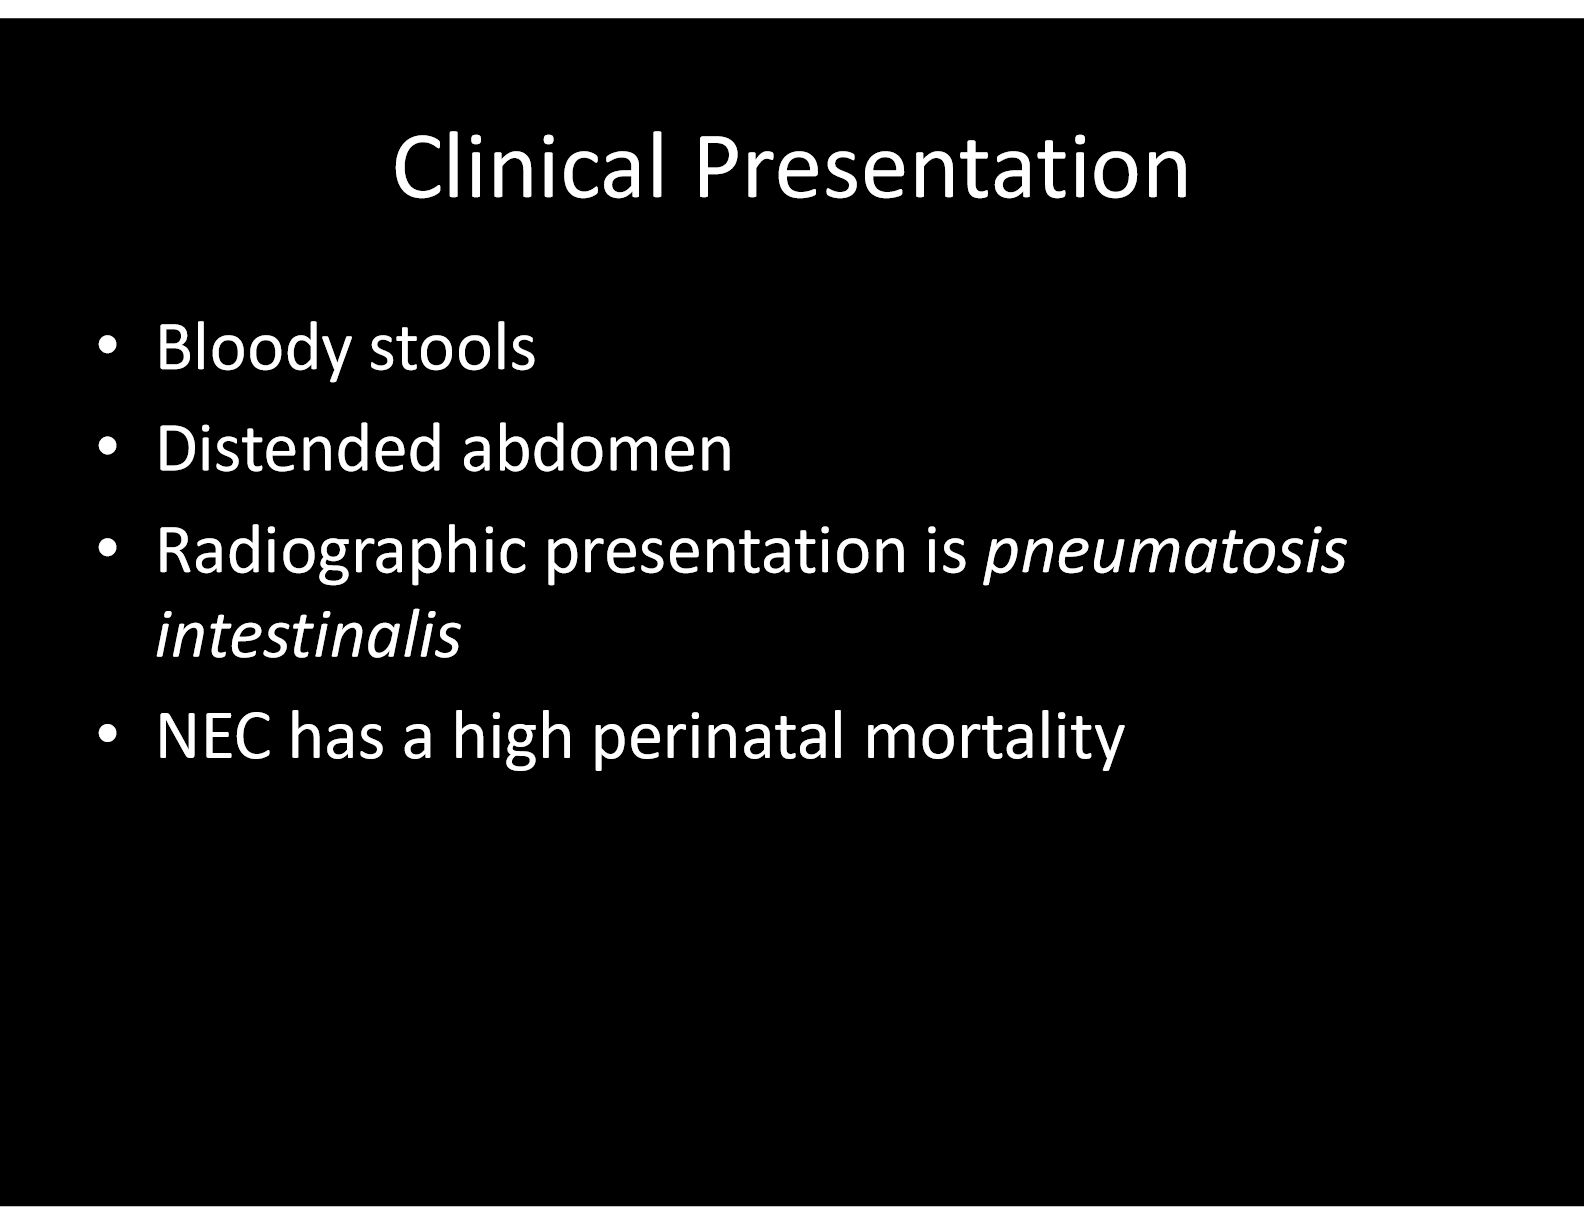 Clinical Presentation
• Bloody stools
• Distended abdomen
• Radiographic presentation is pneumatosis
intestinalis
• NEC has a high perinatal mortality